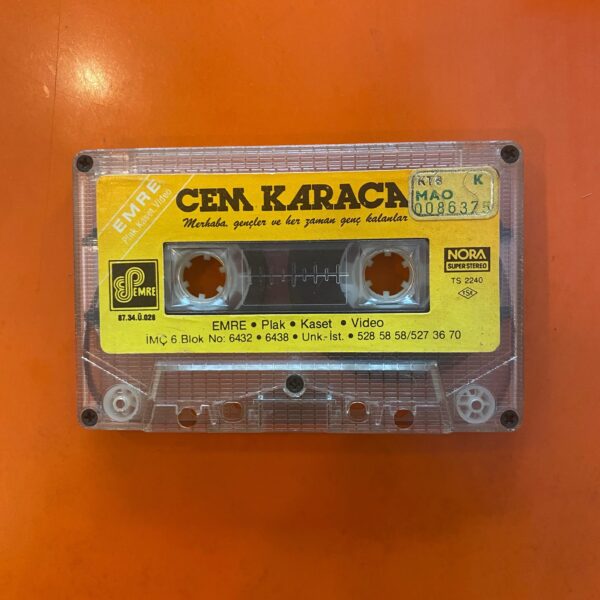 EMRE
Plak Kaset Video
CEM KARACA
Merhaba, gençler ve her zaman genç kalanlar
KTB K
MAO
0086375
NORA
SUPER STEREO
TS 2240
TSE
EMRE
87.34.Ü.026
EMRE • Plak • Kaset • Video
İMÇ 6 Blok No: 6432 • 6438 • Unk.-İst. • 528 58 58/527 36 70